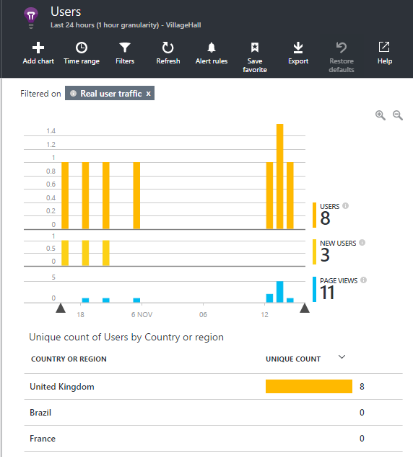 Users
Last 24 hours (1 hour granularity) - VillageHall
Add chart Time range Filters Refresh Alert rules Save favorite Export Restore defaults Help
Filtered on Real user traffic x
1.4
1.2
1
0.8
0.6
0.4
0.2
0
USERS
8
1
0.5
0
NEW USERS
3
5
0
PAGE VIEWS
11
18 6 NOV 06 12
Unique count of Users by Country or region
COUNTRY OR REGION UNIQUE COUNT
United Kingdom 8
Brazil 0
France 0